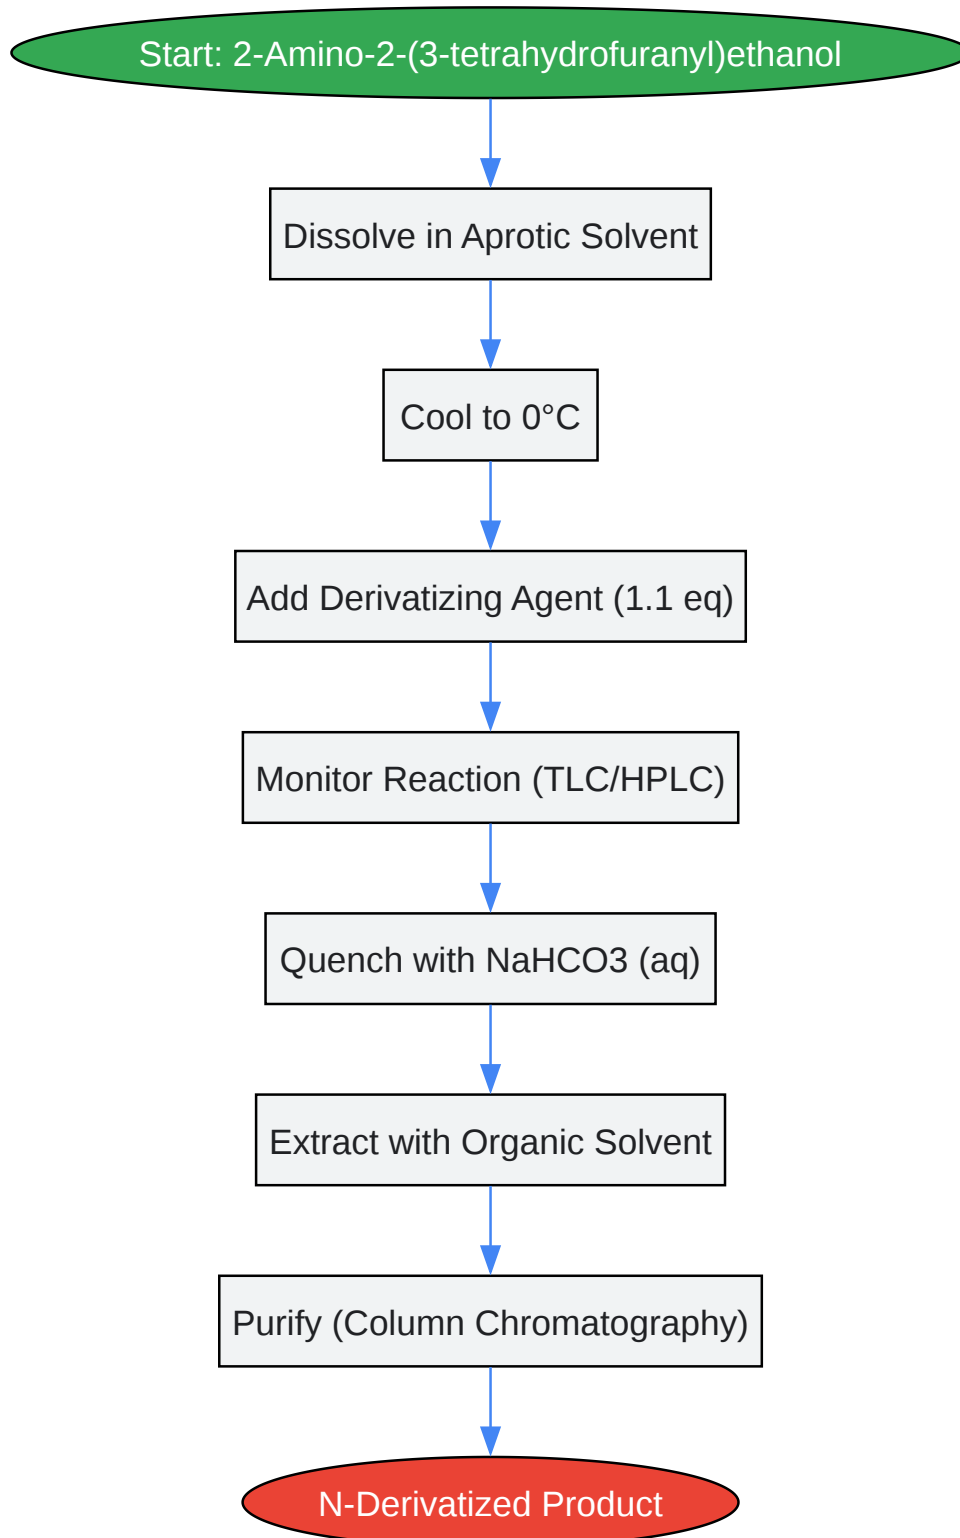 Start: 2-Amino-2-(3-tetrahydrofuranyl)ethanol
Dissolve in Aprotic Solvent
Cool to 0°C
Add Derivatizing Agent (1.1 eq)
Monitor Reaction (TLC/HPLC)
Quench with NaHCO3 (aq)
Extract with Organic Solvent
Purify (Column Chromatography)
N-Derivatized Product